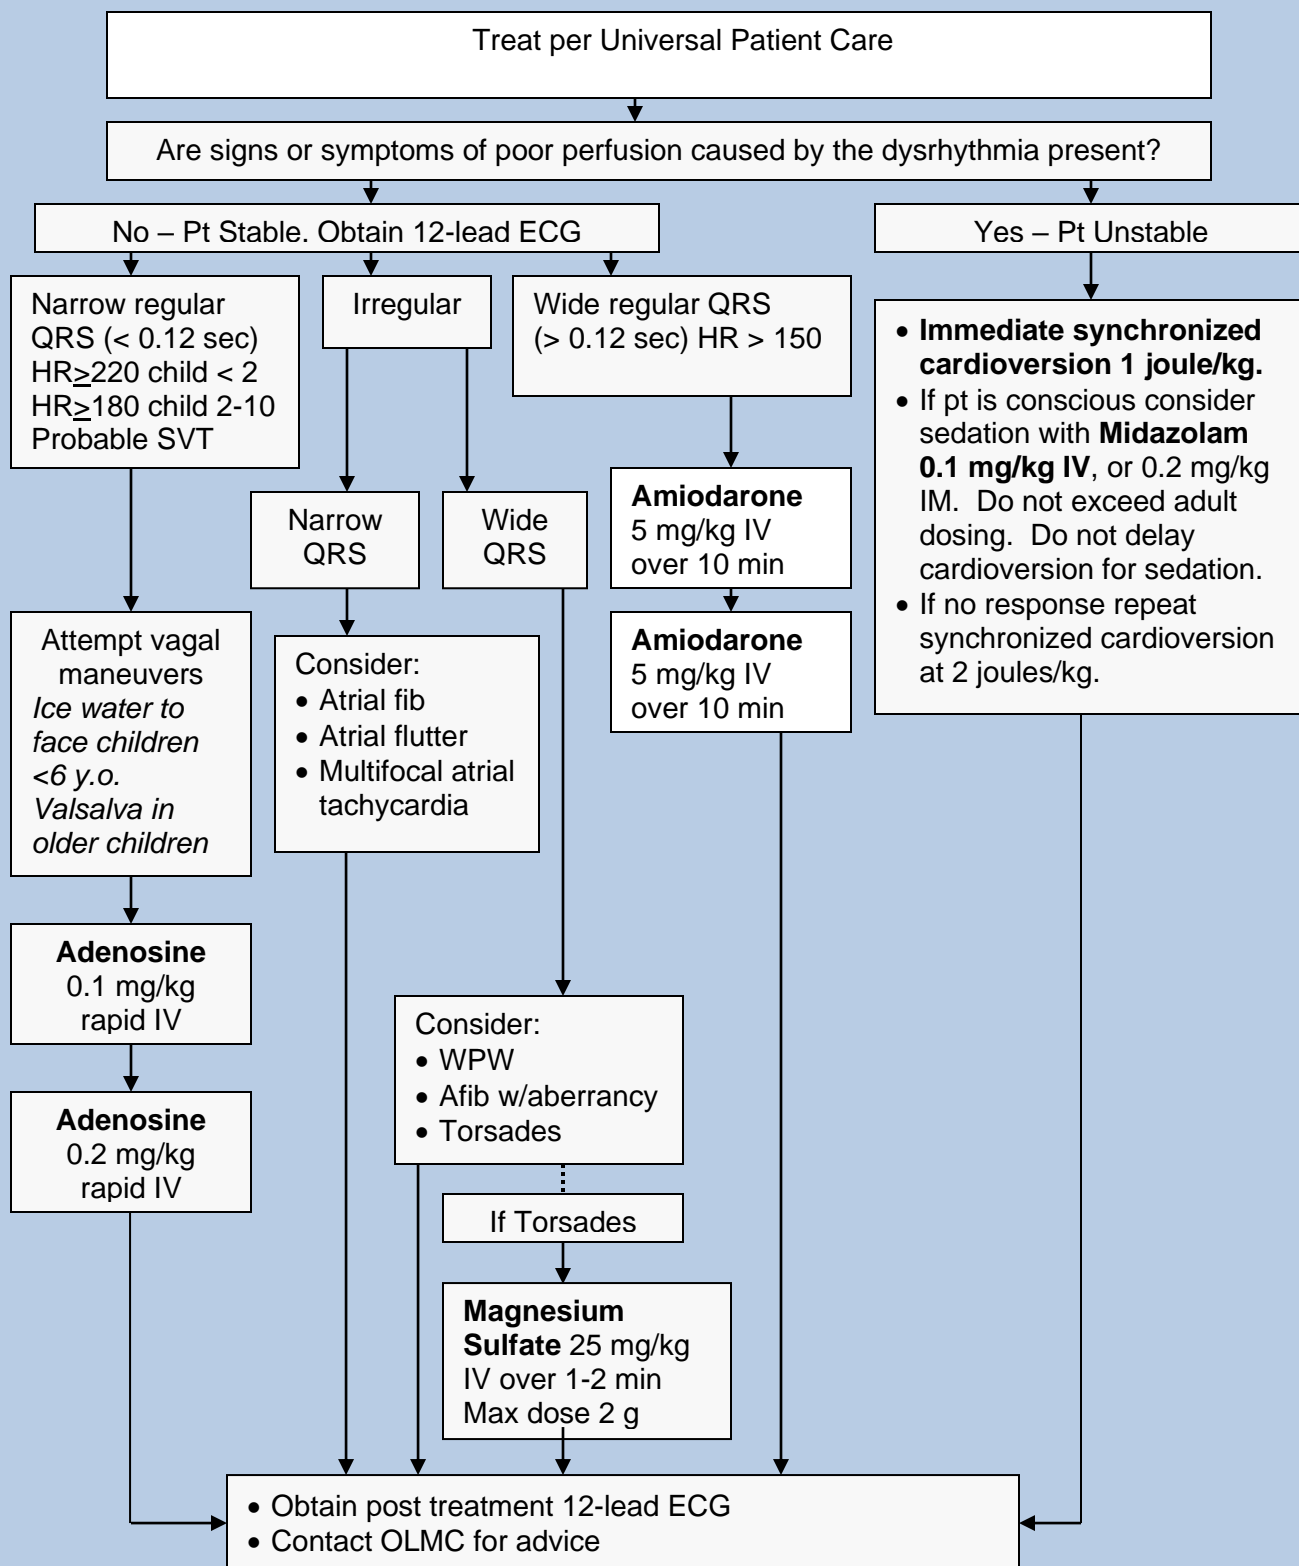 Treat per Universal Patient Care
Are signs or symptoms of poor perfusion caused by the dysrhythmia present?
No – Pt Stable. Obtain 12-lead ECG
Yes – Pt Unstable
Narrow regular
QRS (< 0.12 sec)
HR≥220 child < 2
HR≥180 child 2-10
Probable SVT
Irregular
Wide regular QRS
(> 0.12 sec) HR > 150
• Immediate synchronized
cardioversion 1 joule/kg.
• If pt is conscious consider
sedation with Midazolam
0.1 mg/kg IV, or 0.2 mg/kg
IM. Do not exceed adult
dosing. Do not delay
cardioversion for sedation.
• If no response repeat
synchronized cardioversion
at 2 joules/kg.
Narrow
QRS
Wide
QRS
Amiodarone
5 mg/kg IV
over 10 min
Amiodarone
5 mg/kg IV
over 10 min
Attempt vagal
maneuvers
Ice water to
face children
<6 y.o.
Valsalva in
older children
Consider:
• Atrial fib
• Atrial flutter
• Multifocal atrial
tachycardia
Adenosine
0.1 mg/kg
rapid IV
Adenosine
0.2 mg/kg
rapid IV
Consider:
• WPW
• Afib w/aberrancy
• Torsades
If Torsades
Magnesium
Sulfate 25 mg/kg
IV over 1-2 min
Max dose 2 g
• Obtain post treatment 12-lead ECG
• Contact OLMC for advice